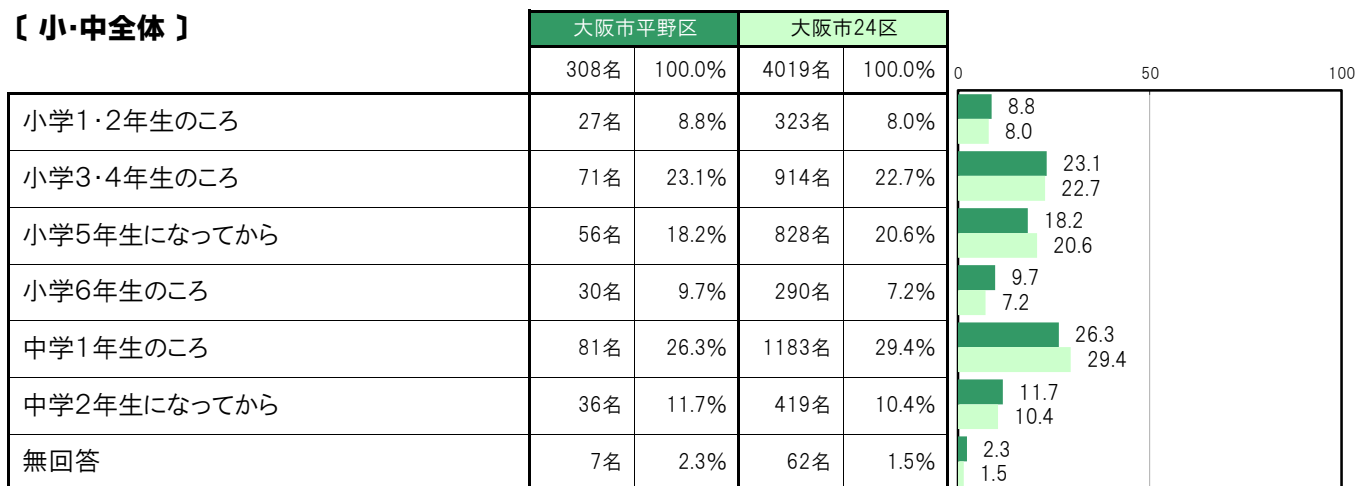 〔 小・中全体 〕
大阪市平野区 大阪市24区
308名 100.0% 4019名 100.0% 0 50 100
小学1・2年生のころ 27名 8.8% 323名 8.0% 8.8
8.0
小学3・4年生のころ 71名 23.1% 914名 22.7% 23.1
22.7
小学5年生になってから 56名 18.2% 828名 20.6% 18.2
20.6
小学6年生のころ 30名 9.7% 290名 7.2% 9.7
7.2
中学1年生のころ 81名 26.3% 1183名 29.4% 26.3
29.4
中学2年生になってから 36名 11.7% 419名 10.4% 11.7
10.4
無回答 7名 2.3% 62名 1.5% 2.3
1.5